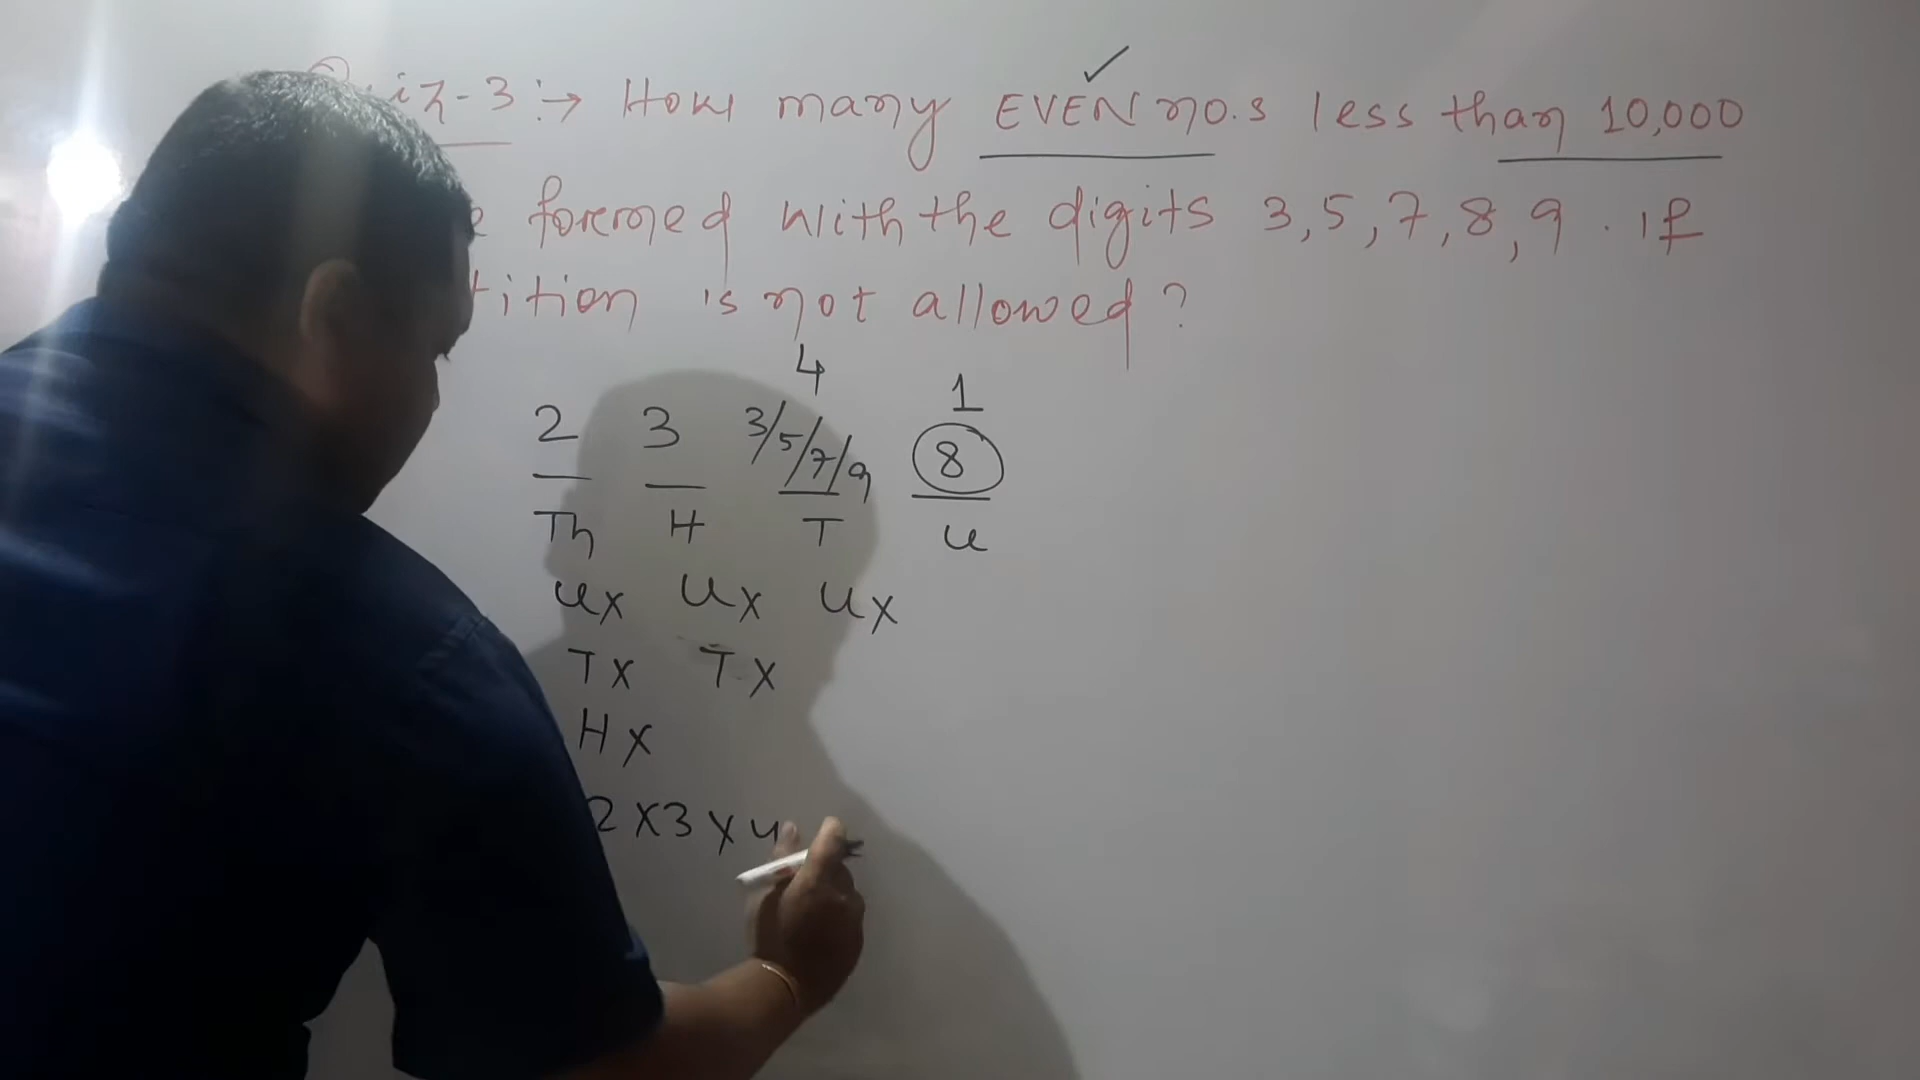 iz-3 :→ How many EVEN no.s less than 10,000
formed with the digits 3,5,7,8,9 . if
tition is not allowed?
4 1
2 3 3/5/7/9 8
Th H T U
Ux Ux Ux
Tx Tx
Hx
2x3x4